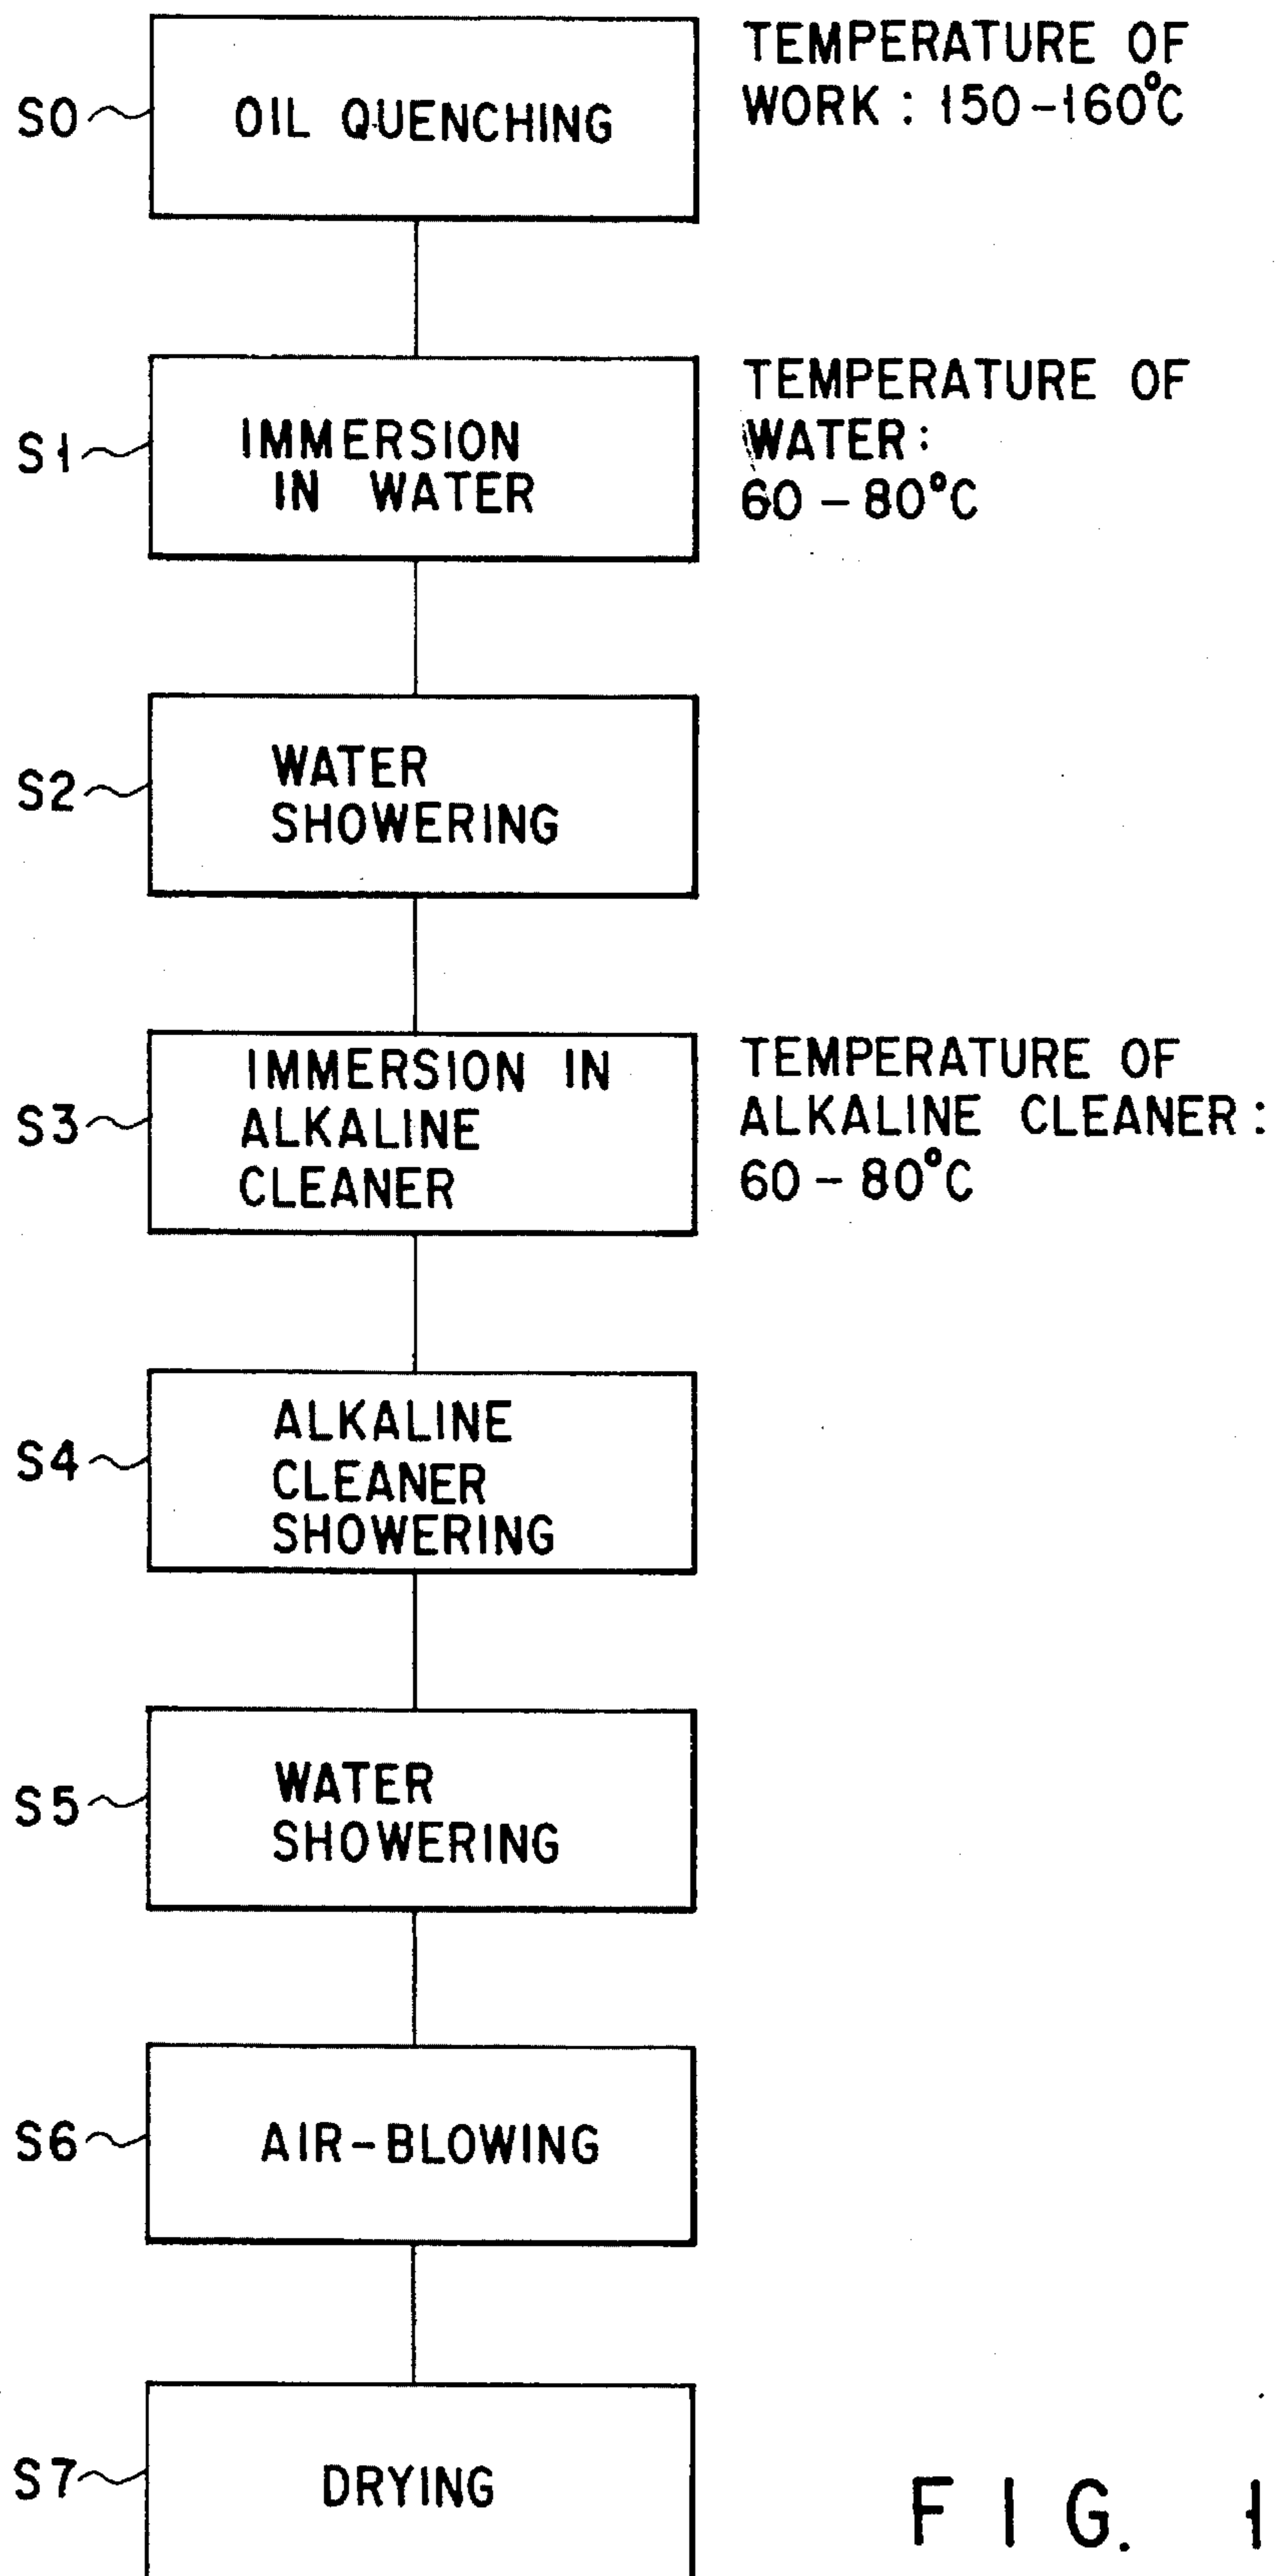 S0
OIL QUENCHING
TEMPERATURE OF
WORK : 150-160°C
S1
IMMERSION
IN WATER
TEMPERATURE OF
WATER :
60 - 80°C
S2
WATER
SHOWERING
S3
IMMERSION IN
ALKALINE
CLEANER
TEMPERATURE OF
ALKALINE CLEANER :
60 - 80°C
S4
ALKALINE
CLEANER
SHOWERING
S5
WATER
SHOWERING
S6
AIR-BLOWING
S7
DRYING
FIG. 1